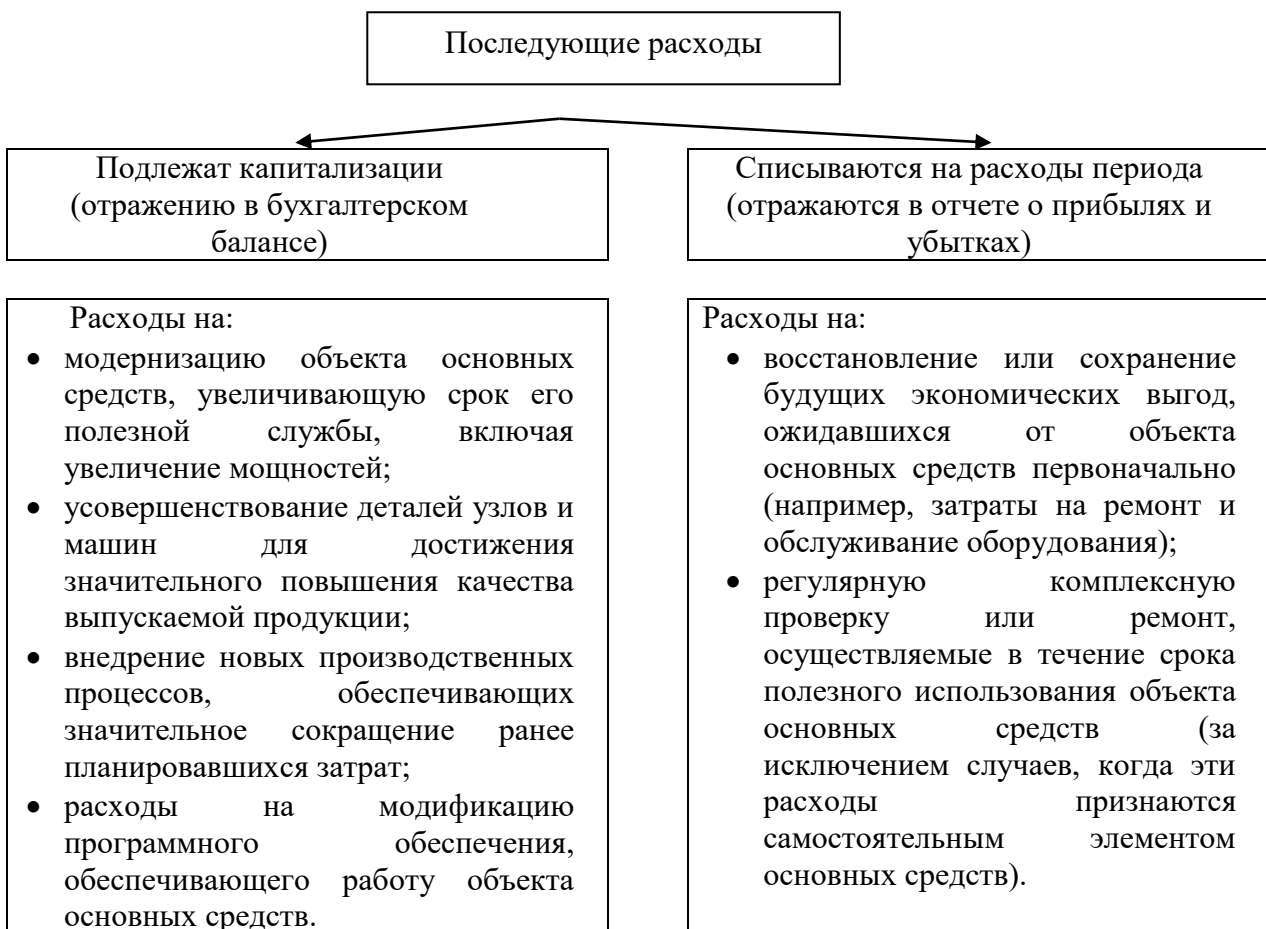 Последующие расходы
Подлежат капитализации
(отражению в бухгалтерском
балансе)
Списываются на расходы периода
(отражаются в отчете о прибылях и
убытках)
Расходы на:
• модернизацию объекта основных
средств, увеличивающую срок его
полезной службы, включая
увеличение мощностей;
• усовершенствование деталей узлов и
машин для достижения
значительного повышения качества
выпускаемой продукции;
• внедрение новых производственных
процессов, обеспечивающих
значительное сокращение ранее
планировавшихся затрат;
• расходы на модификацию
программного обеспечения,
обеспечивающего работу объекта
основных средств.
Расходы на:
• восстановление или сохранение
будущих экономических выгод,
ожидавшихся от объекта
основных средств первоначально
(например, затраты на ремонт и
обслуживание оборудования);
• регулярную комплексную
проверку или ремонт,
осуществляемые в течение срока
полезного использования объекта
основных средств (за
исключением случаев, когда эти
расходы признаются
самостоятельным элементом
основных средств).